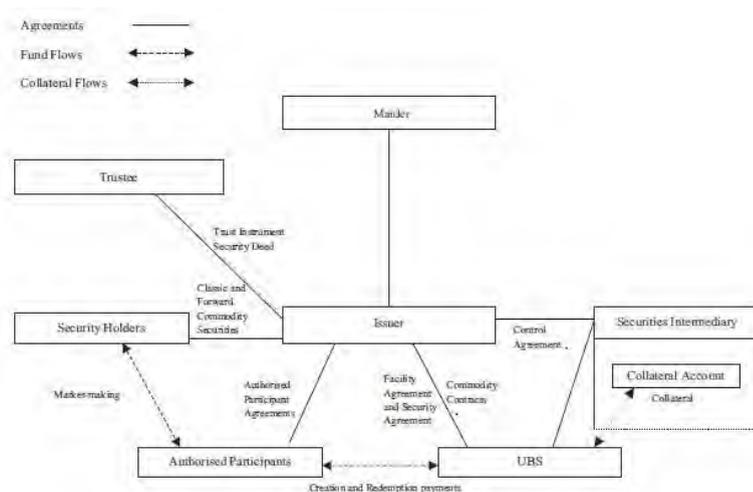 Agreements
Fund Flows
Collateral Flows
Manler
Trustee
Trust Instrument
Security Deed
Classic and
Forward
Commodity
Securities
Security Holders
Issuer
Control
Agreement
Securities Intermediary
Collateral Account
Collateral
Market-making
Authorised
Participant
Agreements
Facility
Agreement
and Security
Agreement
Commodity
Contracts
Authorised Participants
UBS
Creation and Redemption payments